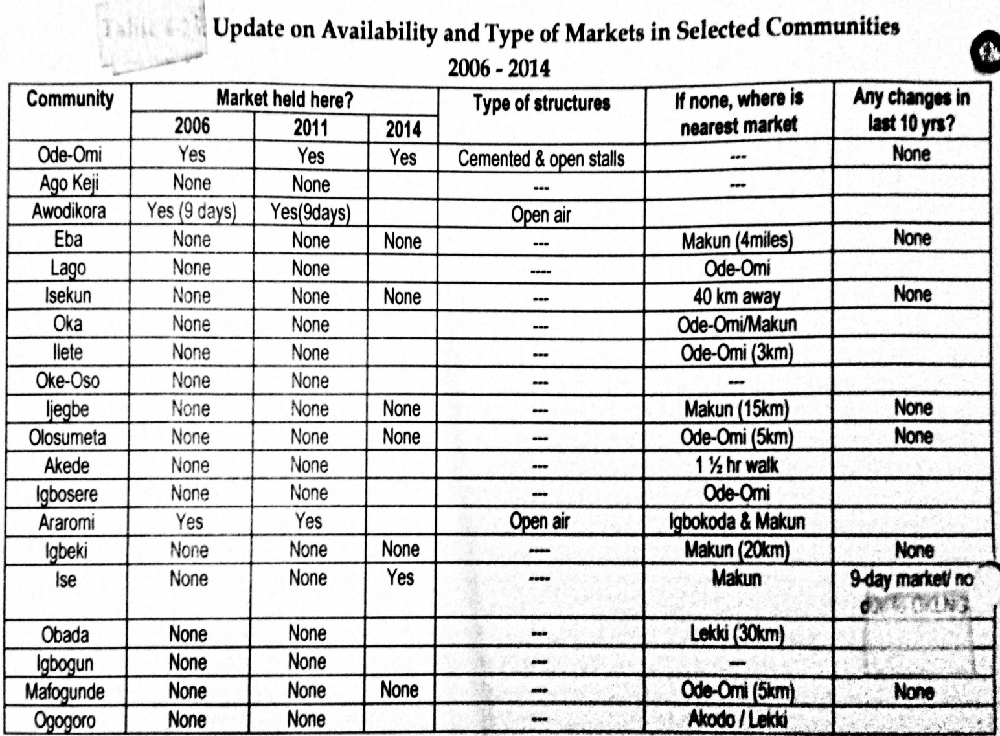 Update on Availability and Type of Markets in Selected Communities
2006 - 2014
Community | Market held here? | Type of structures | If none, where is nearest market | Any changes in last 10 yrs?
2006 | 2011 | 2014
Ode-Omi | Yes | Yes | Yes | Cemented & open stalls | --- | None
Ago Keji | None | None | | --- | --- |
Awodikora | Yes (9 days) | Yes(9days) | | Open air | |
Eba | None | None | None | --- | Makun (4miles) | None
Lago | None | None | | ---- | Ode-Omi |
Isekun | None | None | None | --- | 40 km away | None
Oka | None | None | | --- | Ode-Omi/Makun |
Ilete | None | None | | --- | Ode-Omi (3km) |
Oke-Oso | None | None | | --- | --- |
Ijegbe | None | None | None | --- | Makun (15km) | None
Olosumeta | None | None | None | --- | Ode-Omi (5km) | None
Akede | None | None | | --- | 1 ½ hr walk |
Igbosere | None | None | | --- | Ode-Omi |
Araromi | Yes | Yes | | Open air | Igbokoda & Makun |
Igbeki | None | None | None | ---- | Makun (20km) | None
Ise | None | None | Yes | ---- | Makun | 9-day market/ no
Obada | None | None | | --- | Lekki (30km) |
Igbogun | None | None | | --- | --- |
Mafogunde | None | None | None | --- | Ode-Omi (5km) | None
Ogogoro | None | None | | --- | Akodo / Lekki |